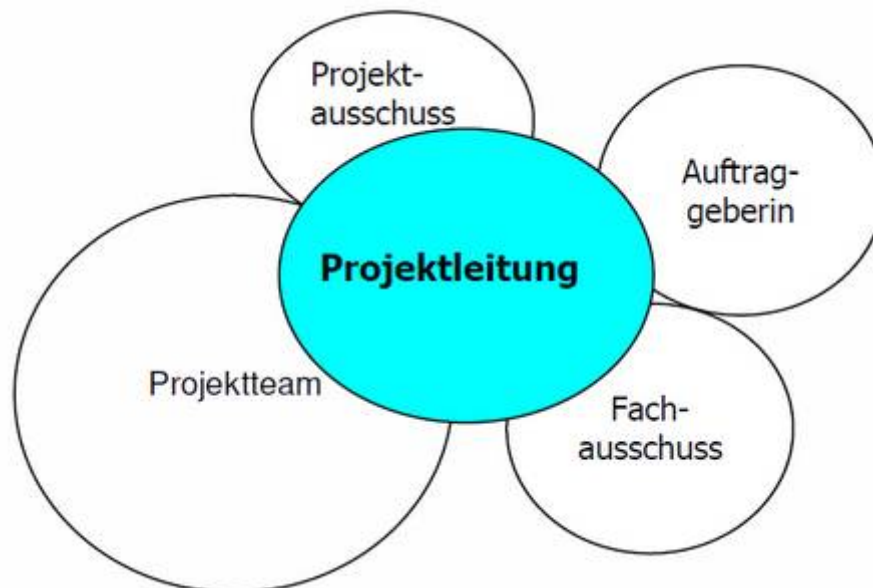 Projekt-
ausschuss
Auftrag-
geberin
Projektleitung
Projektteam
Fach-
ausschuss